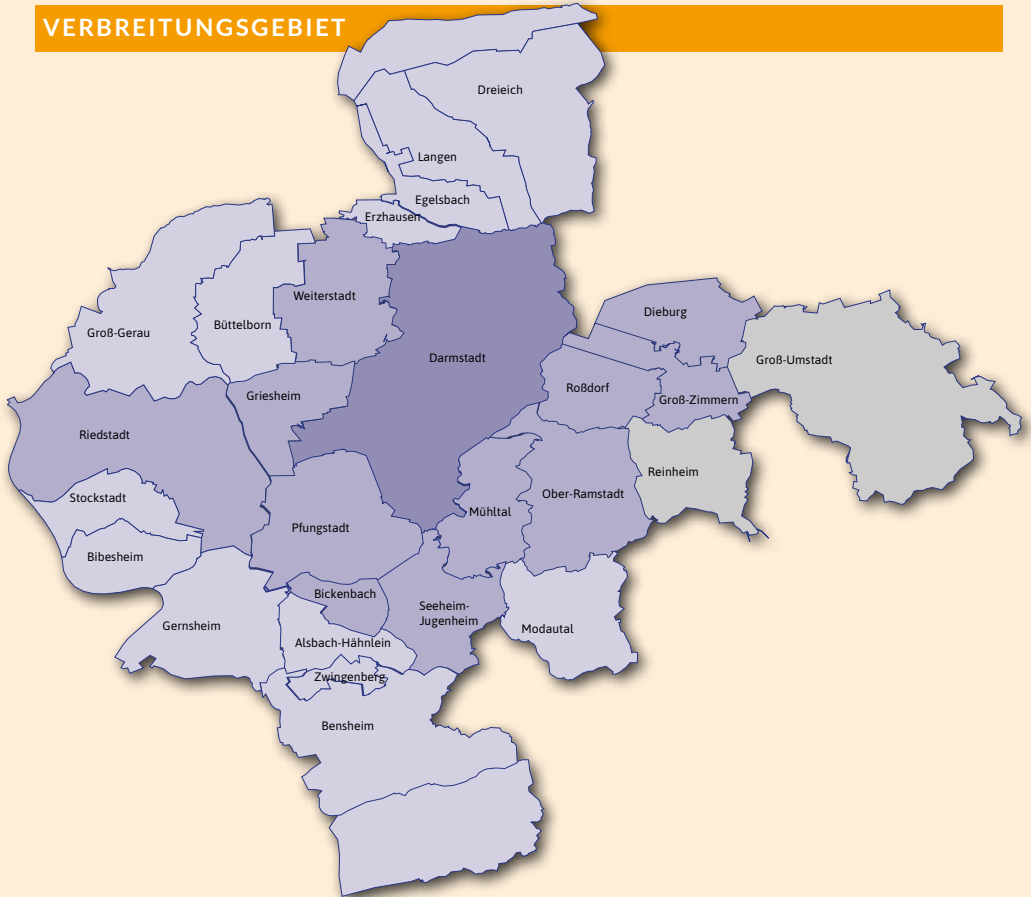 VERBREITUNGSGEBIET
Dreieich
Langen
Egelsbach
Erzhausen
Weiterstadt
Dieburg
Büttelborn
Groß-Gerau
Darmstadt
Groß-Umstadt
Roßdorf
Griesheim
Groß-Zimmern
Riedstadt
Reinheim
Stockstadt
Ober-Ramstadt
Mühltal
Pfungstadt
Bibesheim
Bickenbach
Seeheim-
Jugenheim
Gernsheim
Modautal
Alsbach-Hähnlein
Zwingenberg
Bensheim